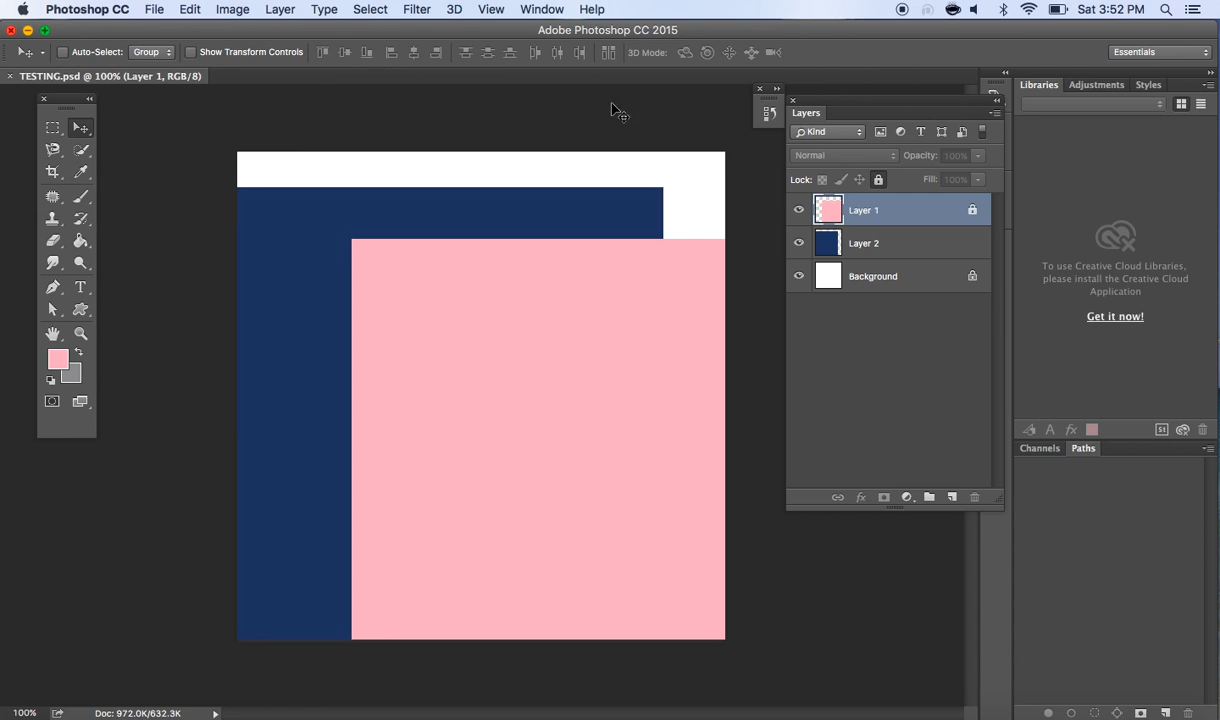 Photoshop CC File Edit Image Layer Type Select Filter 3D View Window Help Sat 3:52 PM
Adobe Photoshop CC 2015
Auto-Select: Group Show Transform Controls 3D Mode: Essentials
TESTING.psd @ 100% (Layer 1, RGB/8)
Libraries Adjustments Styles
Layers
Kind
Normal Opacity: 100%
Lock: Fill: 100%
Layer 1
Layer 2
Background
To use Creative Cloud Libraries,
please install the Creative Cloud
Application
Get it now!
Channels Paths
100% Doc: 972.0K/632.3K